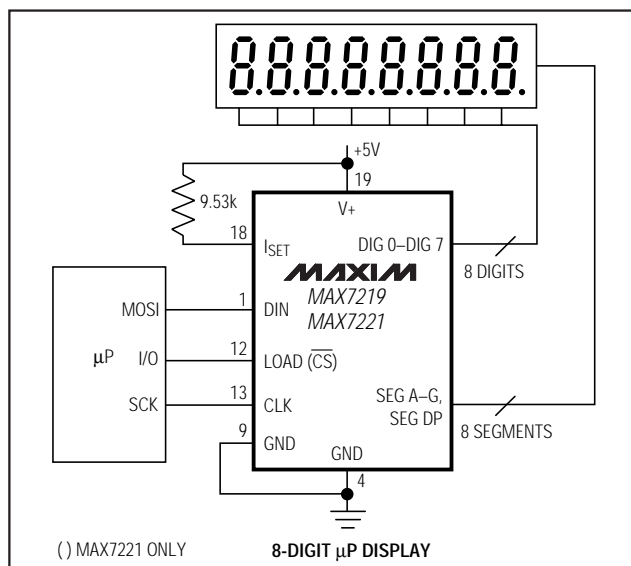 8.8.8.8.8.8.8.8.
+5V
19
9.53k
V+
18
I_SET
DIG 0–DIG 7
MAXIM
8 DIGITS
MAX7219
MAX7221
MOSI
1
DIN
μP
I/O
12
LOAD (C̅S̅)
SCK
13
CLK
SEG A–G,
SEG DP
9
GND
8 SEGMENTS
GND
4
( ) MAX7221 ONLY
8-DIGIT μP DISPLAY